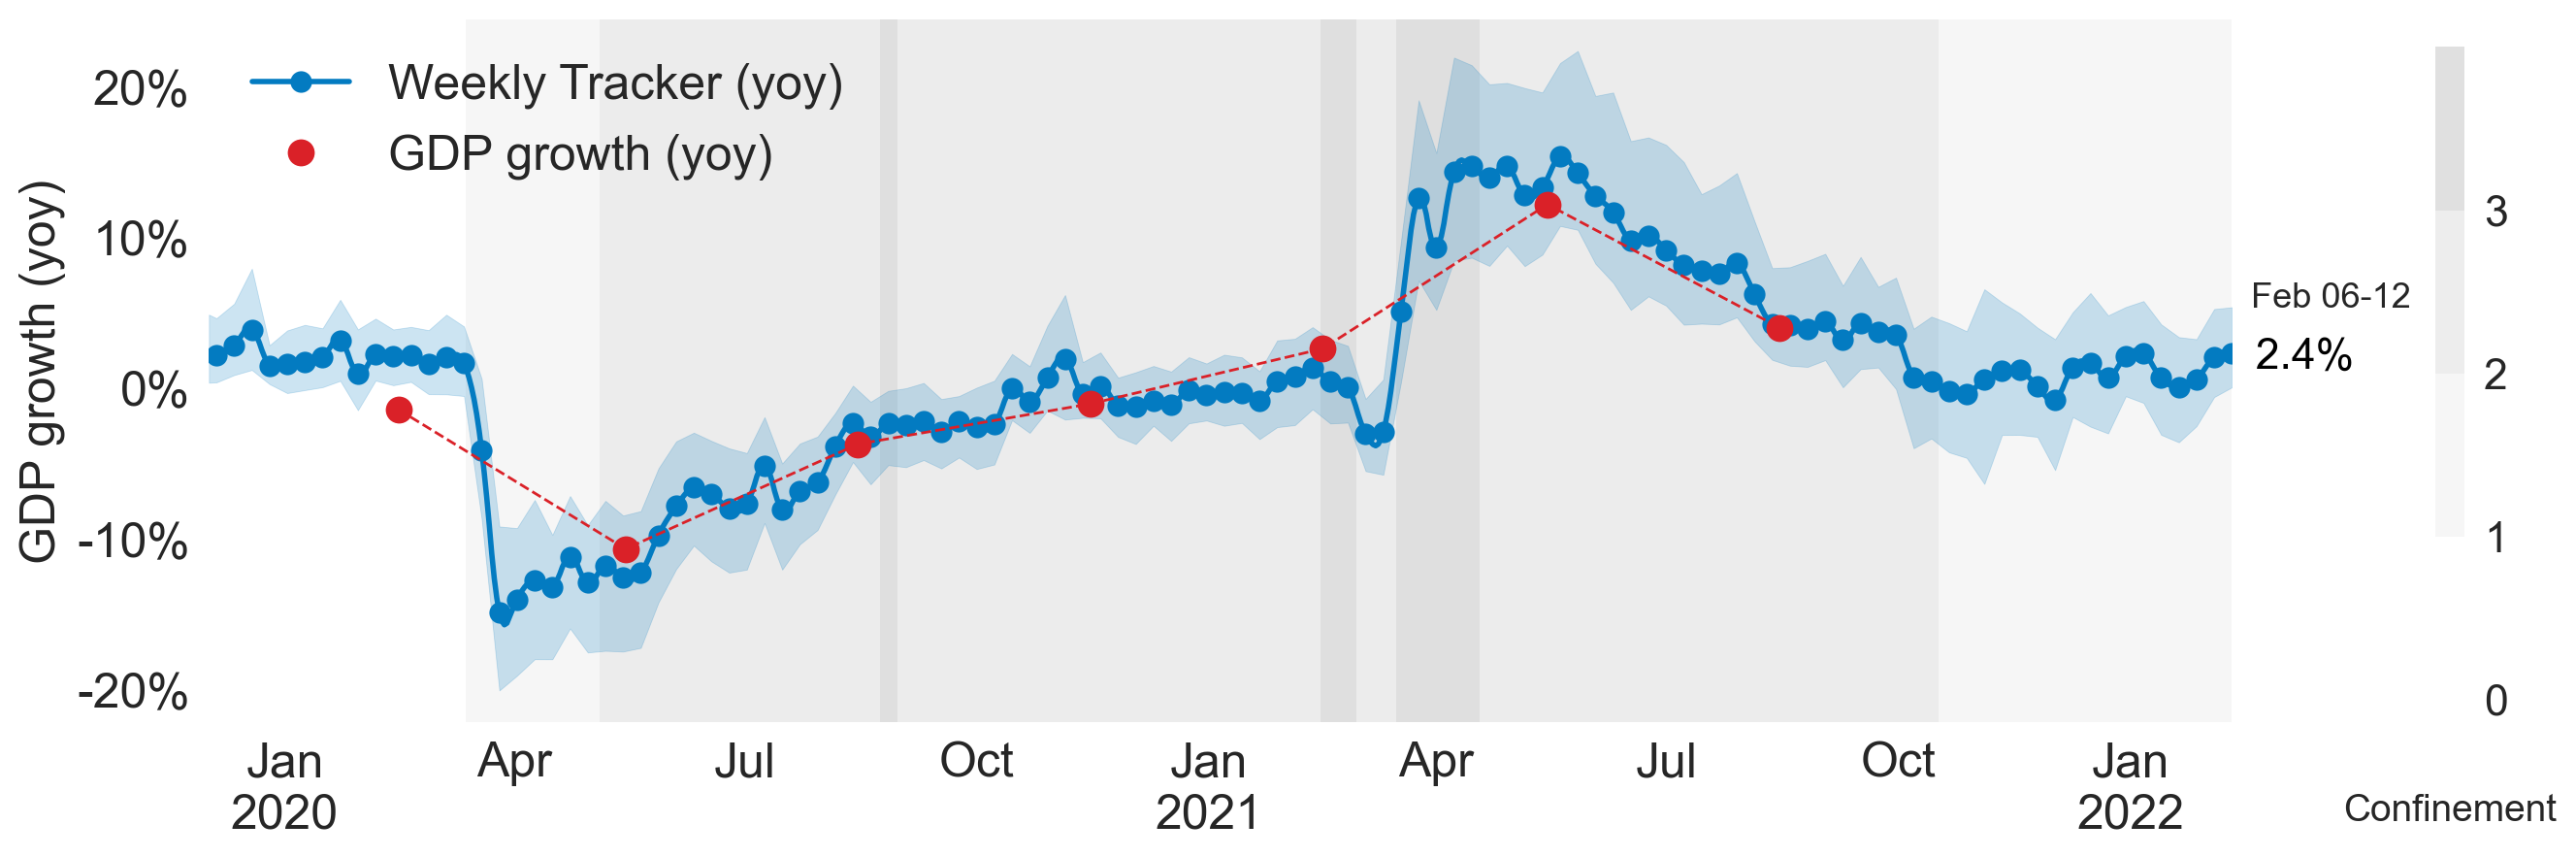 Weekly Tracker (yoy)
GDP growth (yoy)
GDP growth (yoy)
20%
10%
0%
-10%
-20%
Jan
2020
Apr
Jul
Oct
Jan
2021
Apr
Jul
Oct
Jan
2022
Feb 06-12
2.4%
3
2
1
0
Confinement